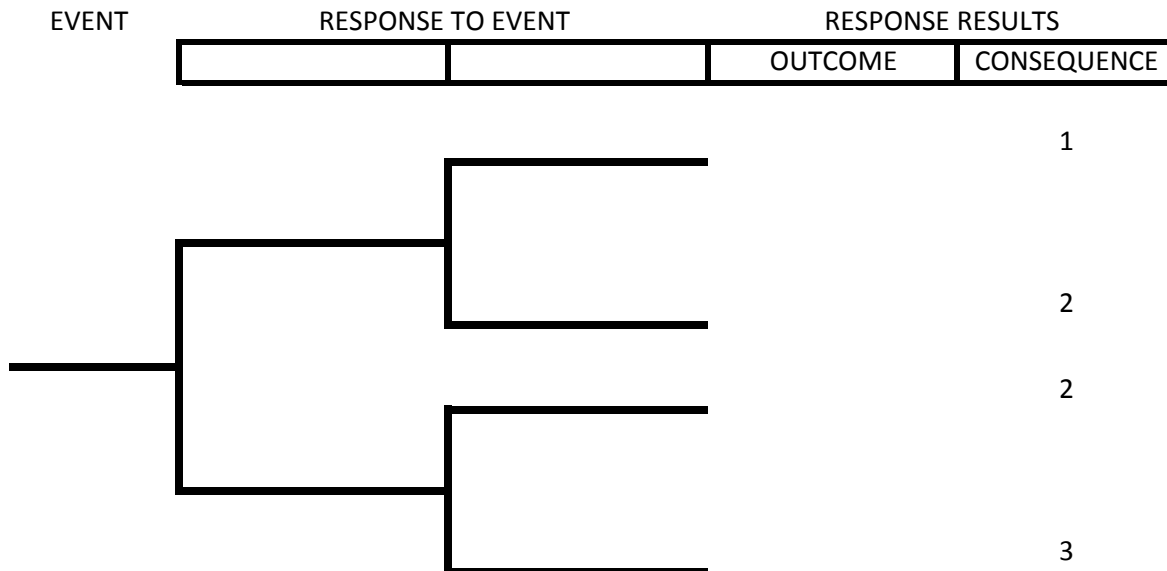 EVENT RESPONSE TO EVENT RESPONSE RESULTS
OUTCOME CONSEQUENCE
1
2
2
3